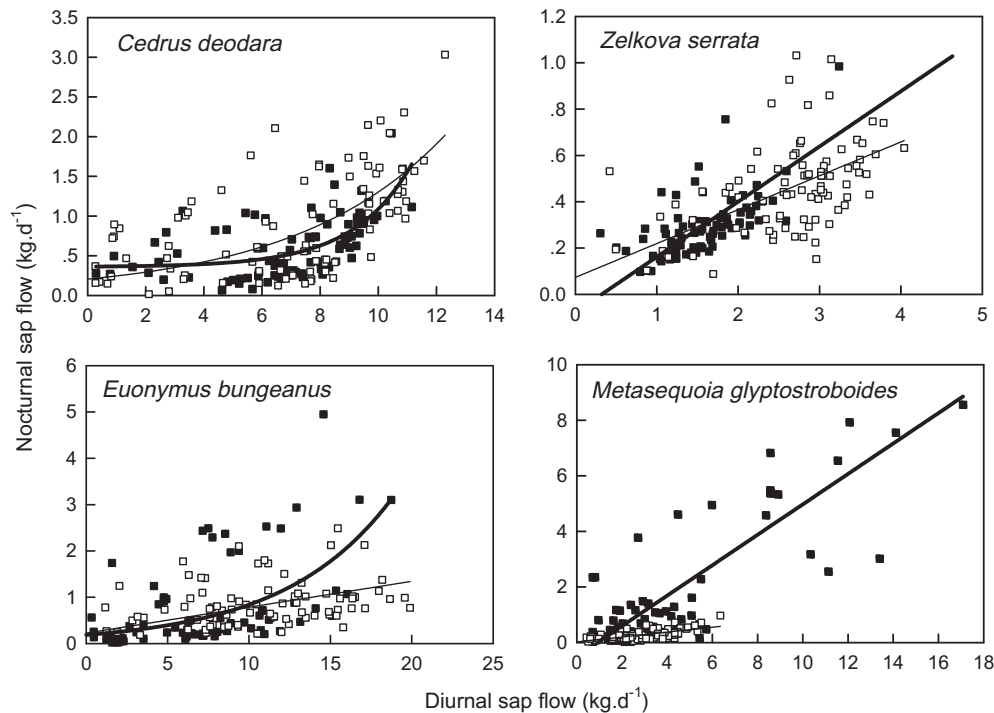 Cedrus deodara
3.5
3.0
2.5
2.0
1.5
1.0
.5
0.0
0 2 4 6 8 10 12 14
Zelkova serrata
1.2
1.0
.8
.6
.4
.2
0.0
0 1 2 3 4 5
Nocturnal sap flow (kg.d-1)
Euonymus bungeanus
6
5
4
3
2
1
0
0 5 10 15 20 25
Metasequoia glyptostroboides
10
8
6
4
2
0
0 2 4 6 8 10 12 14 16 18
Diurnal sap flow (kg.d-1)